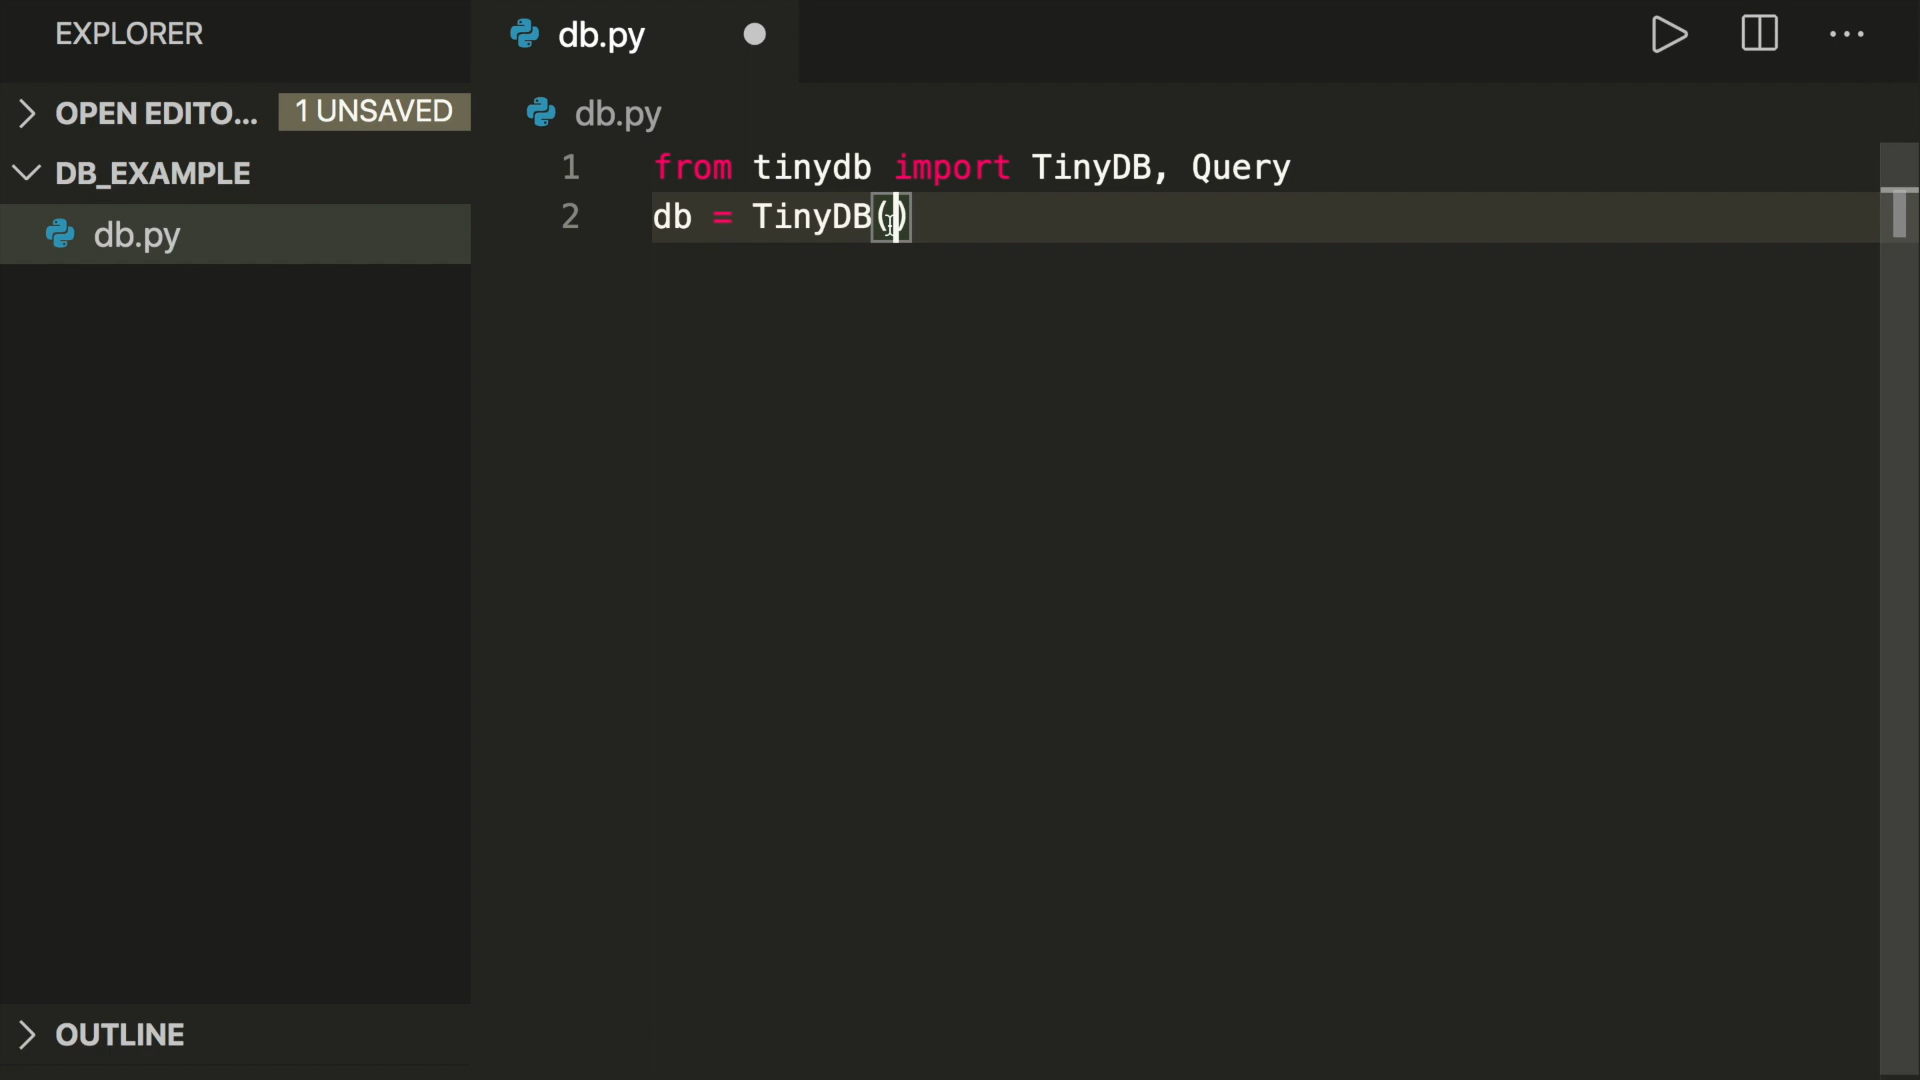 EXPLORER
OPEN EDITO... 1 UNSAVED
DB_EXAMPLE
db.py
OUTLINE
db.py
db.py
1 from tinydb import TinyDB, Query
2 db = TinyDB()